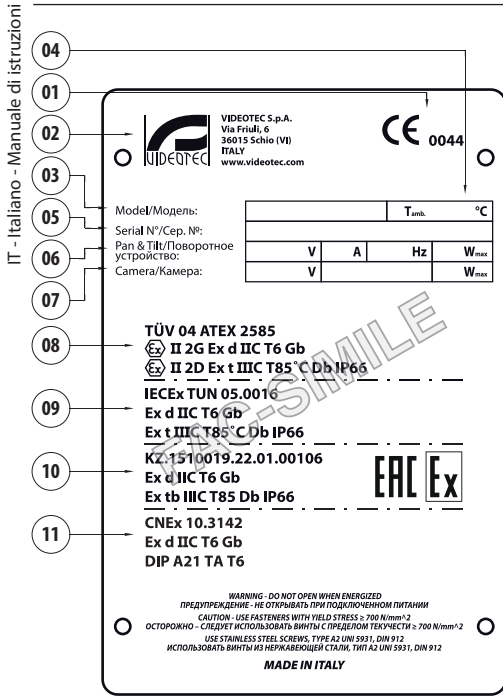 IT - Italiano - Manuale di istruzioni
04
01
02
03
05
06
07
08
09
10
11
VIDEOTEC
VIDEOTEC S.p.A.
Via Friuli, 6
36015 Schio (VI)
ITALY
www.videotec.com
CE 0044
Model/Модель: Tamb. °C
Serial N°/Сер. №:
Pan & Tilt/Поворотное
устройство: V A Hz Wmax
Camera/Камера: V Wmax
TÜV 04 ATEX 2585
Ex II 2G Ex d IIC T6 Gb
Ex II 2D Ex t IIIC T85°C Db IP66
IECEx TUN 05.0016
Ex d IIC T6 Gb
Ex t IIIC T85°C Db IP66
KZ.1510019.22.01.00106
Ex d IIC T6 Gb
Ex tb IIIC T85 Db IP66
EAC Ex
CNEx 10.3142
Ex d IIC T6 Gb
DIP A21 TA T6
FAC-SIMILE
WARNING - DO NOT OPEN WHEN ENERGIZED
ПРЕДУПРЕЖДЕНИЕ - НЕ ОТКРЫВАТЬ ПРИ ПОДКЛЮЧЕННОМ ПИТАНИИ
CAUTION - USE FASTENERS WITH YIELD STRESS ≥ 700 N/mm^2
ОСТОРОЖНО – СЛЕДУЕТ ИСПОЛЬЗОВАТЬ ВИНТЫ С ПРЕДЕЛОМ ТЕКУЧЕСТИ ≥ 700 N/mm^2
USE STAINLESS STEEL SCREWS, TYPE A2 UNI 5931, DIN 912
ИСПОЛЬЗОВАТЬ ВИНТЫ ИЗ НЕРЖАВЕЮЩЕЙ СТАЛИ, ТИП A2 UNI 5931, DIN 912
MADE IN ITALY